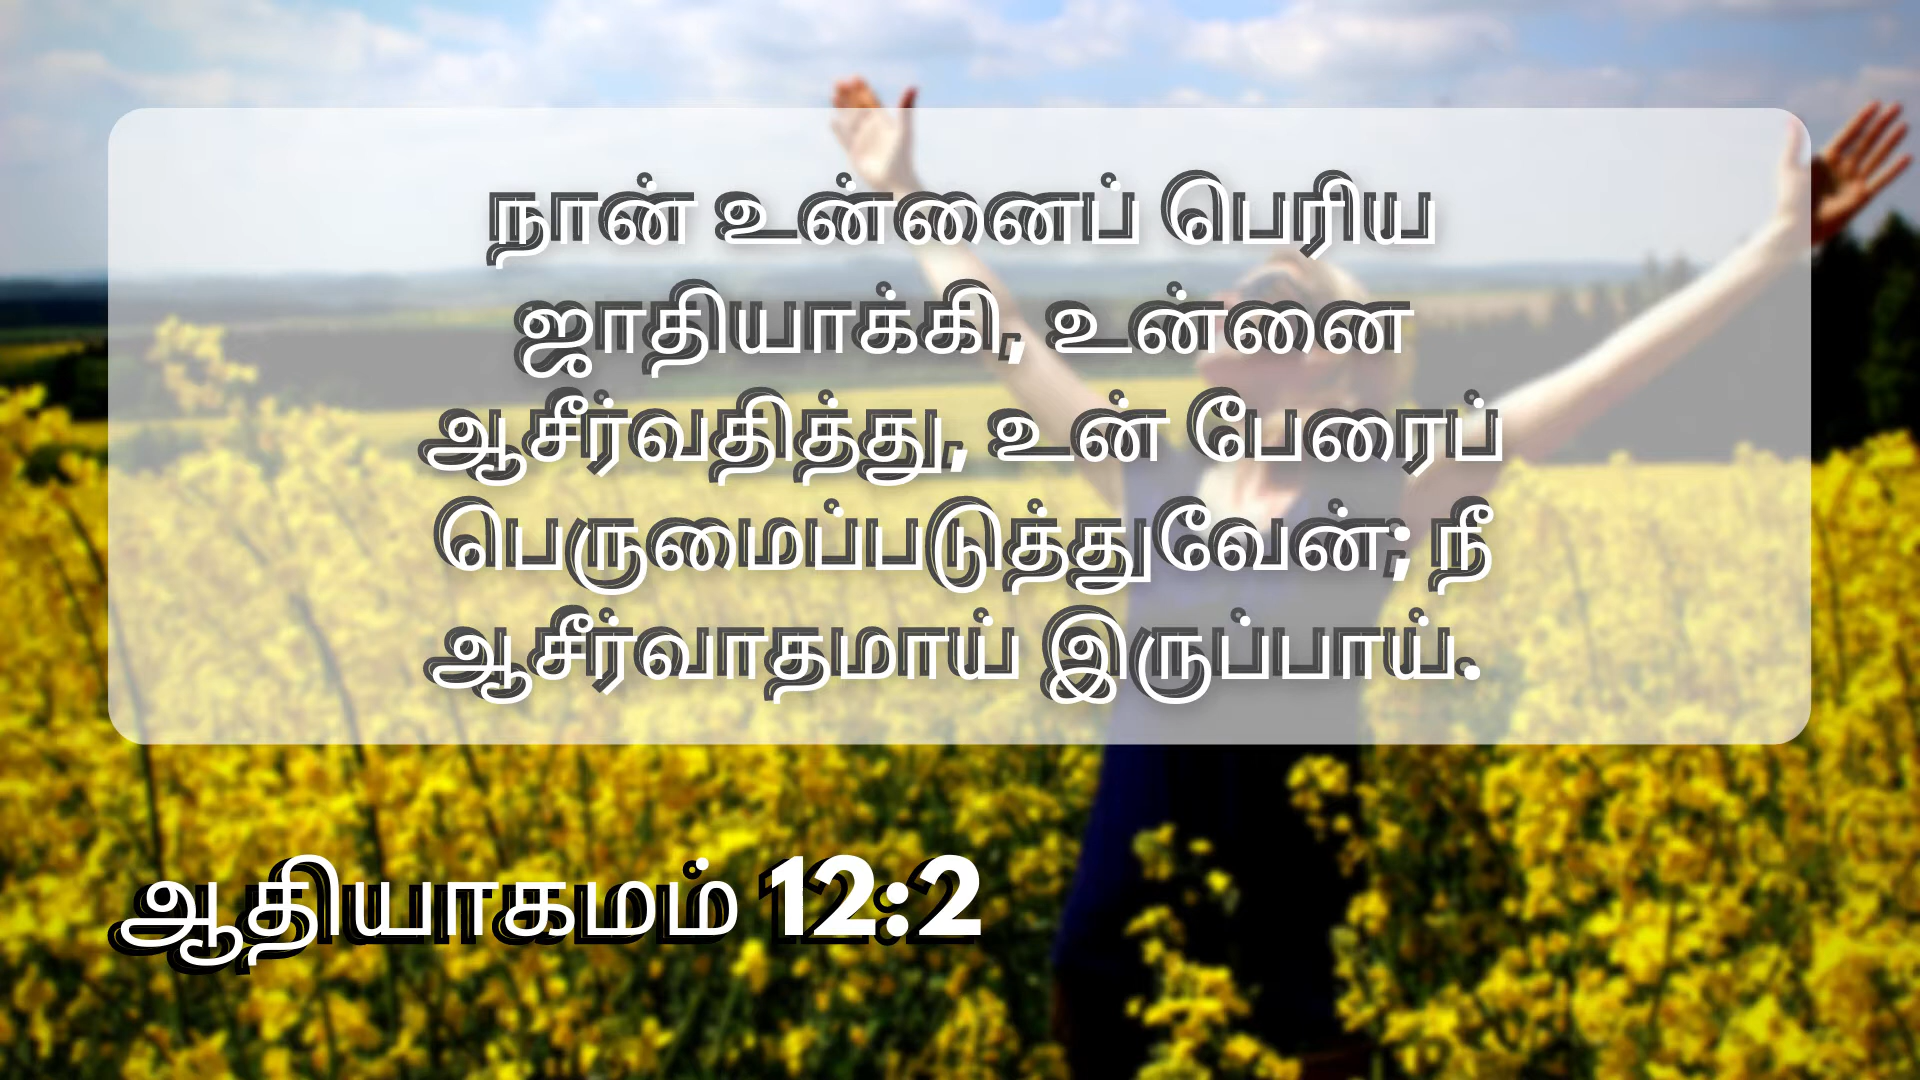 நான் உன்னைப் பெரிய
ஜாதியாக்கி, உன்னை
ஆசீர்வதித்து, உன் பேரைப்
பெருமைப்படுத்துவேன்; நீ
ஆசீர்வாதமாய் இருப்பாய்.
ஆதியாகமம் 12:2